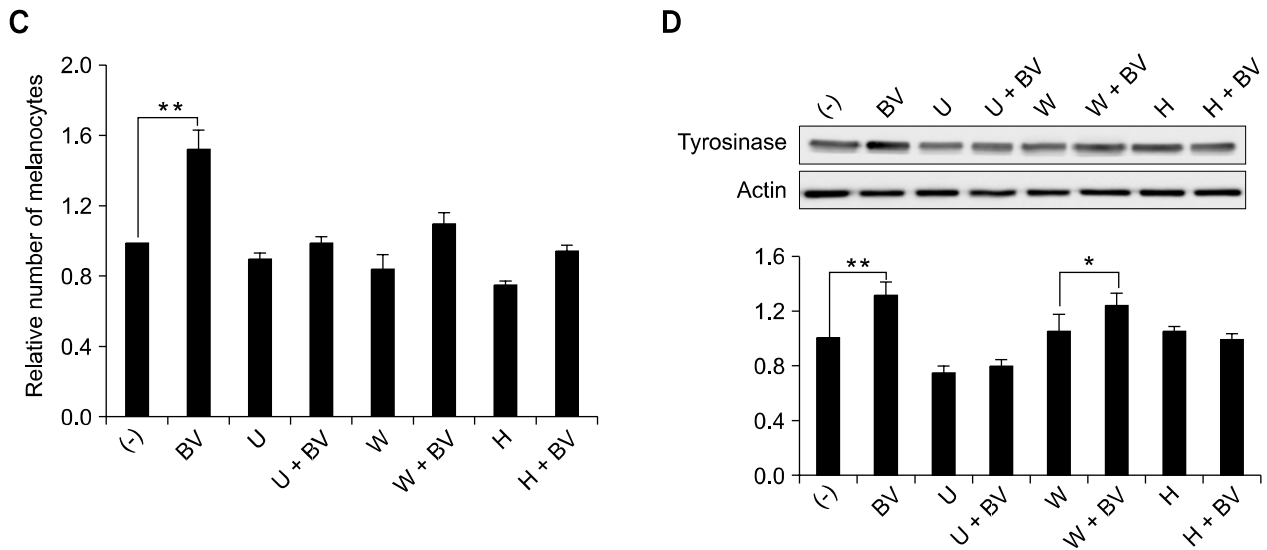 C
Relative number of melanocytes
2.0
1.6
1.2
0.8
0.4
0.0
**
(-) BV U U + BV W W + BV H H + BV
D
(-) BV U U + BV W W + BV H H + BV
Tyrosinase
Actin
1.6
1.2
0.8
0.4
0.0
** *
(-) BV U U + BV W W + BV H H + BV